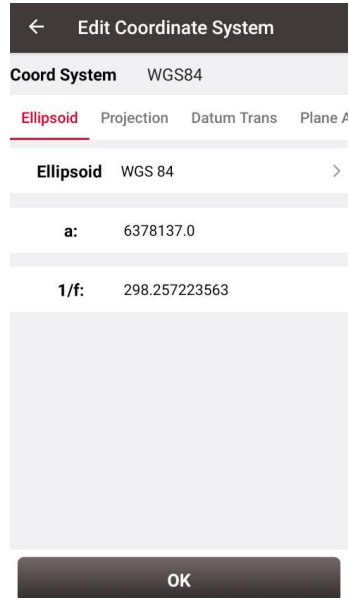 Edit Coordinate System
Coord System WGS84
Ellipsoid Projection Datum Trans Plane A
Ellipsoid WGS 84
a: 6378137.0
1/f: 298.257223563
OK